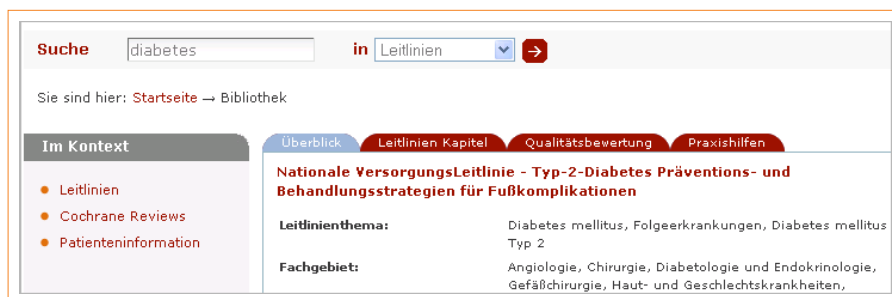 Suche diabetes in Leitlinien
Sie sind hier: Startseite → Bibliothek
Im Kontext
Leitlinien
Cochrane Reviews
Patienteninformation
Überblick Leitlinien Kapitel Qualitätsbewertung Praxishilfen
Nationale VersorgungsLeitlinie - Typ-2-Diabetes Präventions- und
Behandlungsstrategien für Fußkomplikationen
Leitlinienthema: Diabetes mellitus, Folgeerkrankungen, Diabetes mellitus
Typ 2
Fachgebiet: Angiologie, Chirurgie, Diabetologie und Endokrinologie,
Gefäßchirurgie, Haut- und Geschlechtskrankheiten,